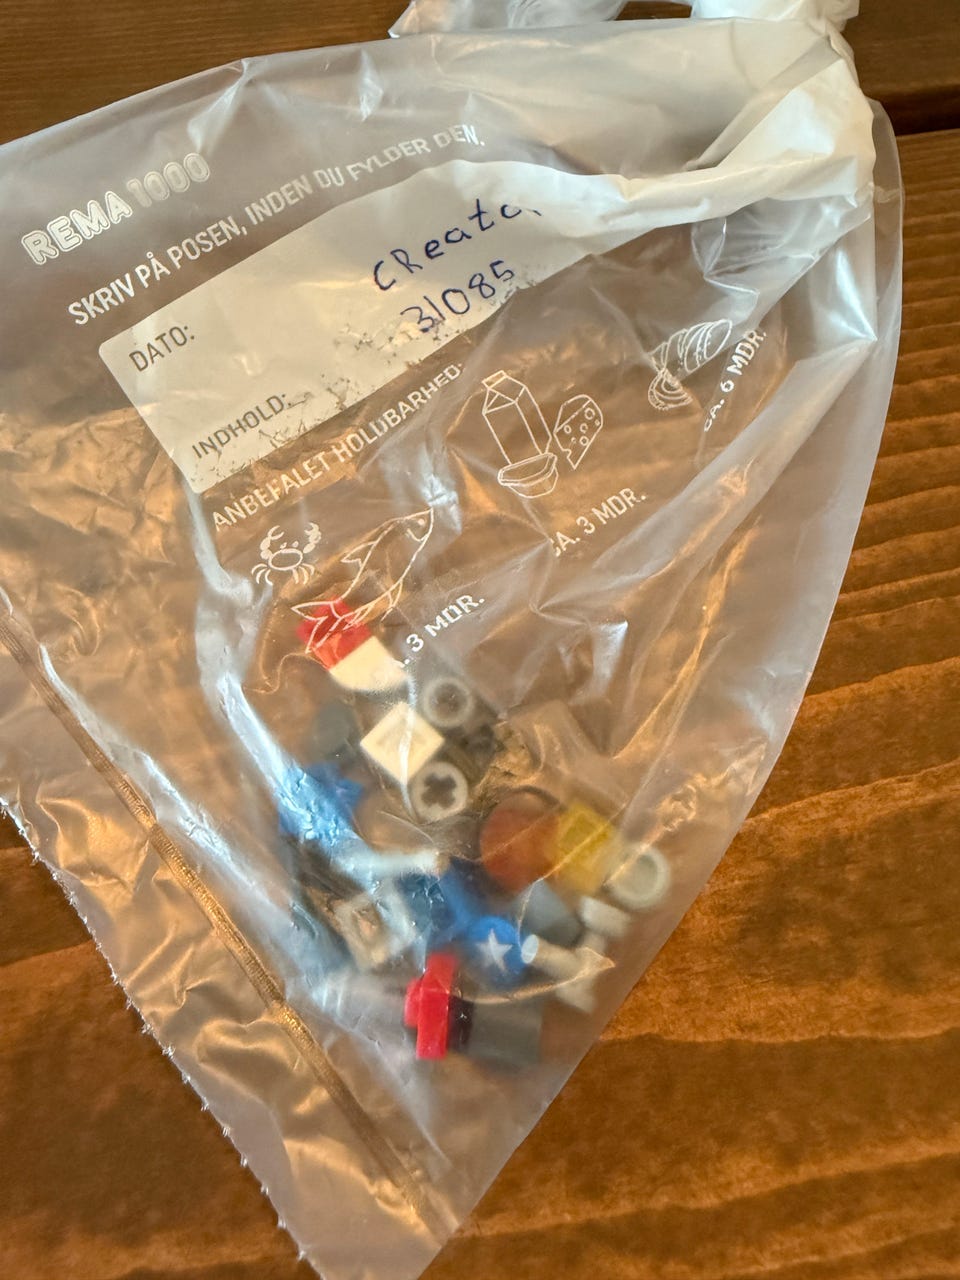 REMA 1000
SKRIV PÅ POSEN, INDEN DU FYLDER DEN.
DATO:
CReator
31085
INDHOLD:
ANBEFALET HOLDBARHED:
CA. 6 MDR.
CA. 3 MDR.
. 3 MDR.